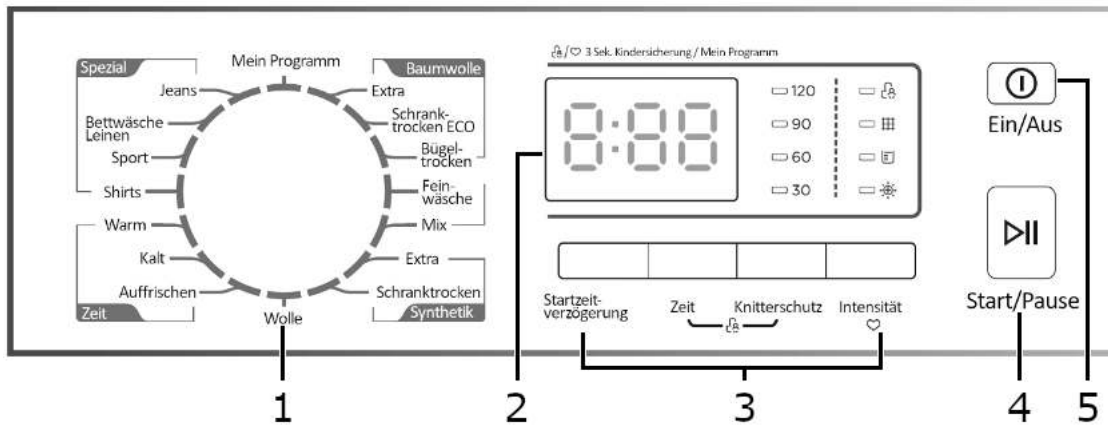 3 Sek. Kindersicherung / Mein Programm
Spezial
Mein Programm
Baumwolle
Jeans
Extra
Bettwäsche
Leinen
Schrank-
trocken ECO
Sport
Bügel-
trocken
Shirts
Fein-
wäsche
Warm
Mix
Kalt
Extra
Auffrischen
Schranktrocken
Zeit
Wolle
Synthetik
8:88
120
90
60
30
Ein/Aus
Start/Pause
Startzeit-
verzögerung
Zeit
Knitterschutz
Intensität
1
2
3
4
5